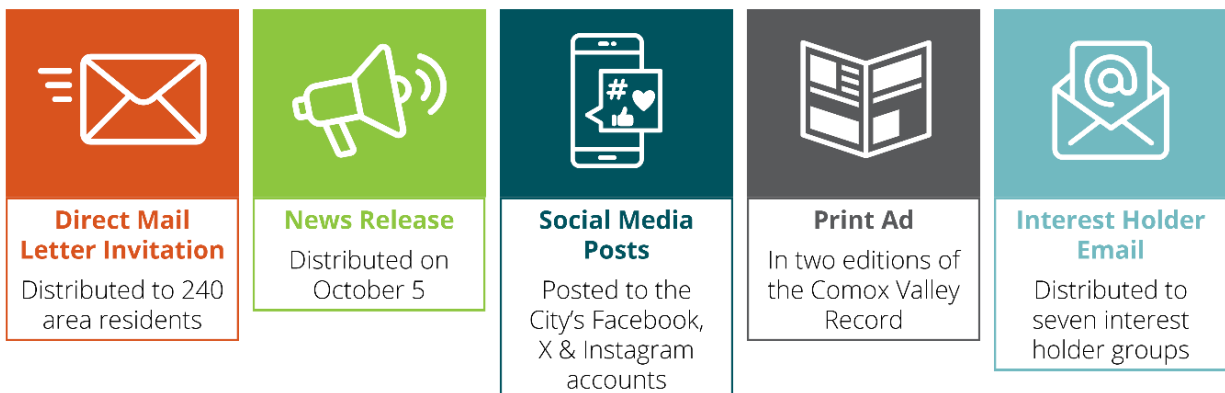 Direct Mail
Letter Invitation
Distributed to 240
area residents
News Release
Distributed on
October 5
#
Social Media
Posts
Posted to the
City's Facebook,
X & Instagram
accounts
Print Ad
In two editions of
the Comox Valley
Record
@
Interest Holder
Email
Distributed to
seven interest
holder groups